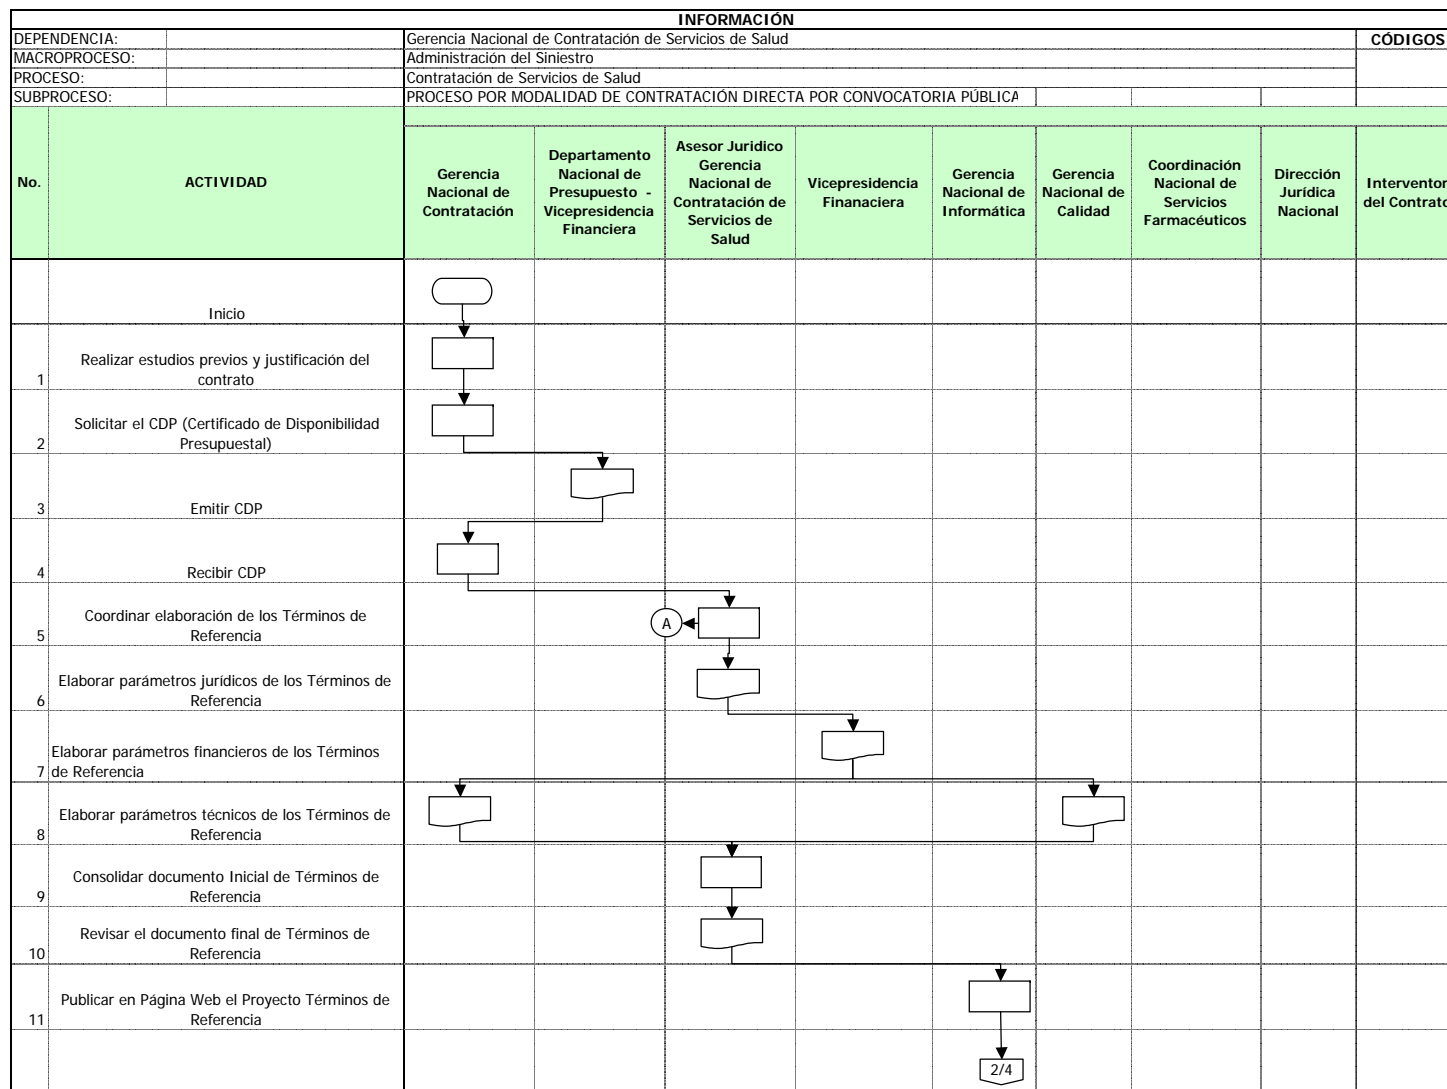 INFORMACIÓN
DEPENDENCIA: Gerencia Nacional de Contratación de Servicios de Salud CÓDIGOS
MACROPROCESO: Administración del Siniestro
PROCESO: Contratación de Servicios de Salud
SUBPROCESO: PROCESO POR MODALIDAD DE CONTRATACIÓN DIRECTA POR CONVOCATORIA PÚBLICA
No.
ACTIVIDAD
Gerencia
Nacional de
Contratación
Departamento
Nacional de
Presupuesto -
Vicepresidencia
Financiera
Asesor Juridico
Gerencia
Nacional de
Contratación de
Servicios de
Salud
Vicepresidencia
Finanaciera
Gerencia
Nacional de
Informática
Gerencia
Nacional de
Calidad
Coordinación
Nacional de
Servicios
Farmacéuticos
Dirección
Jurídica
Nacional
Interventor
del Contrato
Inicio
Realizar estudios previos y justificación del
1 contrato
Solicitar el CDP (Certificado de Disponibilidad
2 Presupuestal)
3 Emitir CDP
4 Recibir CDP
Coordinar elaboración de los Términos de
5 Referencia
A
Elaborar parámetros jurídicos de los Términos de
6 Referencia
Elaborar parámetros financieros de los Términos
7 de Referencia
Elaborar parámetros técnicos de los Términos de
8 Referencia
Consolidar documento Inicial de Términos de
9 Referencia
Revisar el documento final de Términos de
10 Referencia
Publicar en Página Web el Proyecto Términos de
11 Referencia
2/4